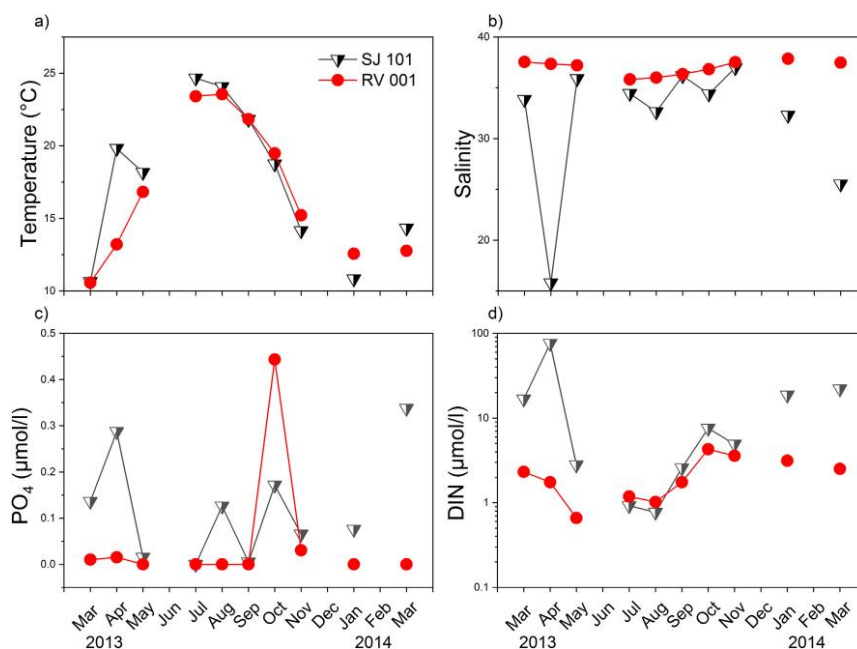 a)
25
20
15
10
Temperature (°C)
SJ 101
RV 001
b)
40
30
20
Salinity
c)
0.5
0.4
0.3
0.2
0.1
0.0
PO₄ (µmol/l)
Mar Apr May Jun Jul Aug Sep Oct Nov Dec Jan Feb Mar
2013 2014
d)
100
10
1
0.1
DIN (µmol/l)
Mar Apr May Jun Jul Aug Sep Oct Nov Dec Jan Feb Mar
2013 2014